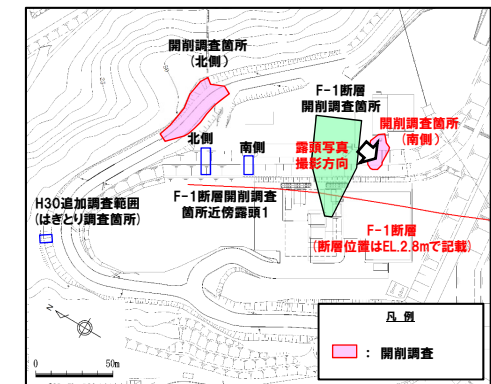 開削調査箇所
(北側)
F-1断層
開削調査箇所
開削調査箇所
(南側)
北側
南側
露頭写真
撮影方向
F-1断層開削調査
箇所近傍露頭1
H30追加調査範囲
(はぎとり調査箇所)
F-1断層
(断層位置はEL.2.8mで記載)
N
0
50m
凡 例
: 開削調査